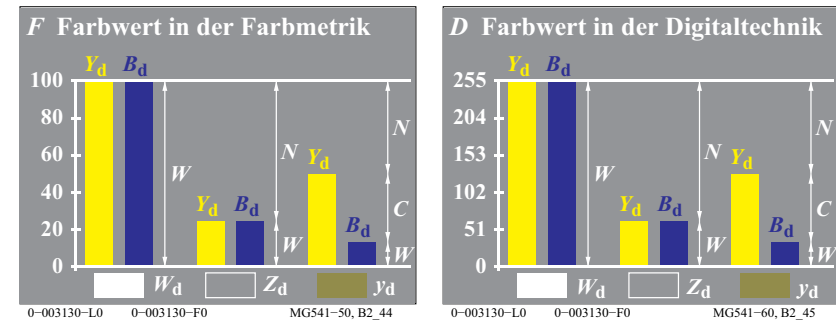 F Farbwert in der Farbmetrik
Yd Bd
100
80
60
40
20
0
W
Yd Bd
N
W
Yd
Bd
N
C
W
Wd Zd yd
0−003130−L0 0−003130−F0 MG541−50, B2_44
D Farbwert in der Digitaltechnik
Yd Bd
255
204
153
102
51
0
W
Yd Bd
N
W
Yd
Bd
N
C
W
Wd Zd yd
0−003130−L0 0−003130−F0 MG541−60, B2_45